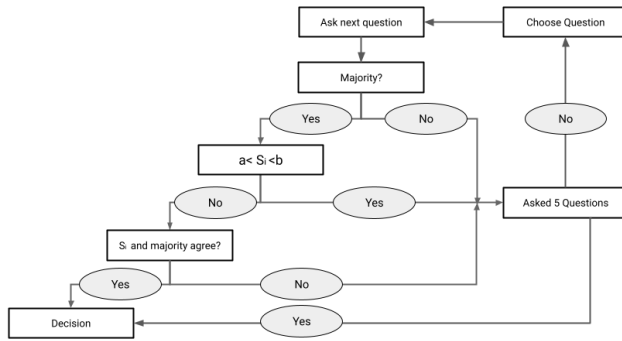 Ask next question
Choose Question
Majority?
Yes
No
No
a< Sᵢ <b
No
Yes
Asked 5 Questions
Sᵢ and majority agree?
Yes
No
Decision
Yes